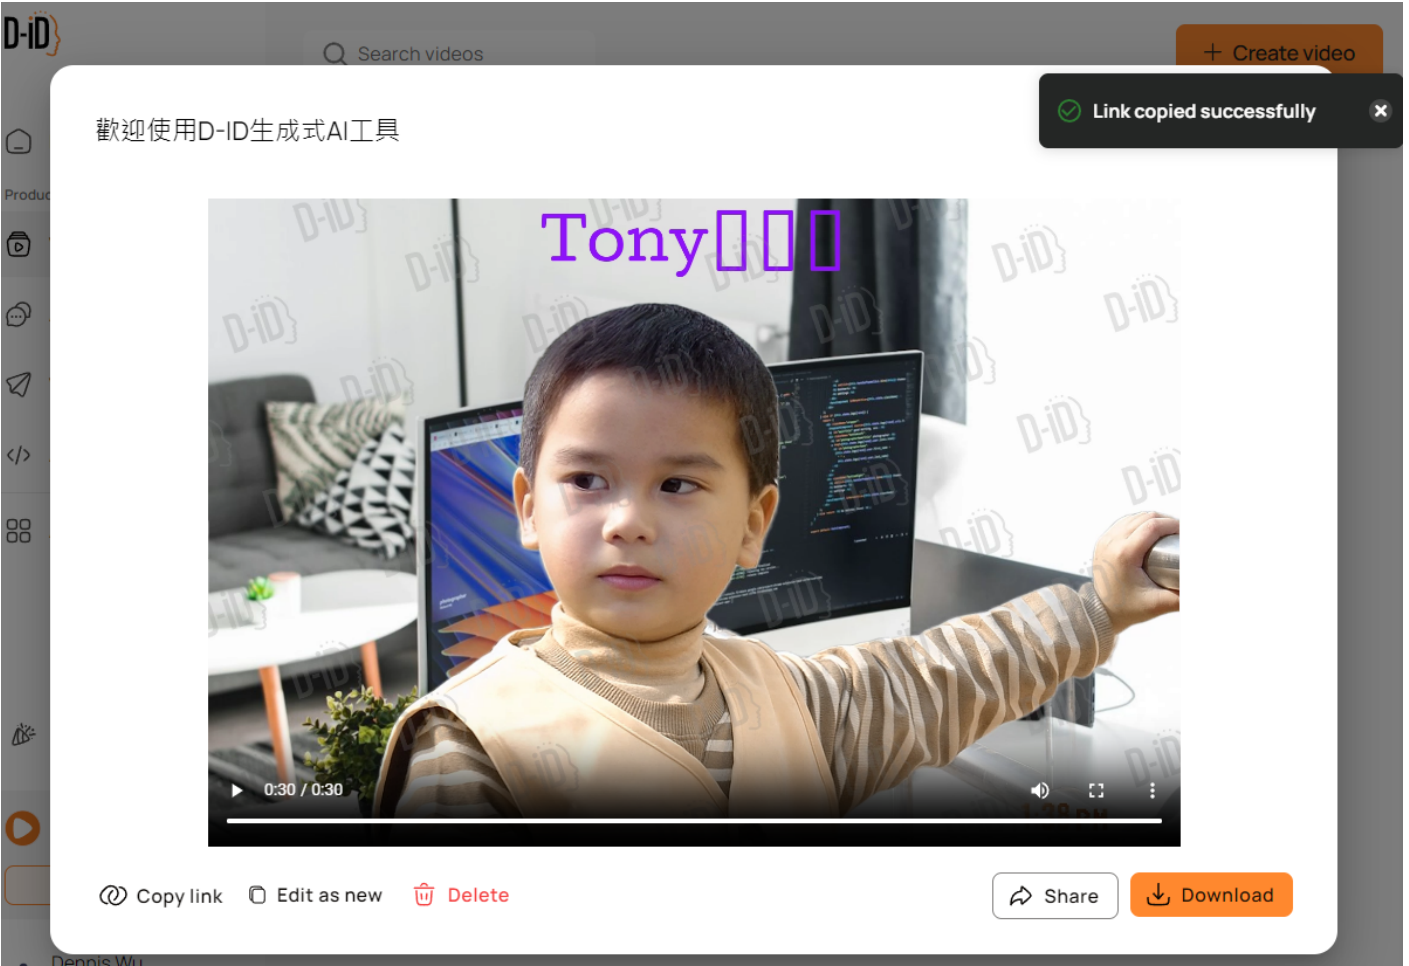 D-iD
Search videos
+ Create video
Link copied successfully
歡迎使用D-ID生成式AI工具
Produc
Tony
0:30 / 0:30
Copy link
Edit as new
Delete
Share
Download
Dennis Wu